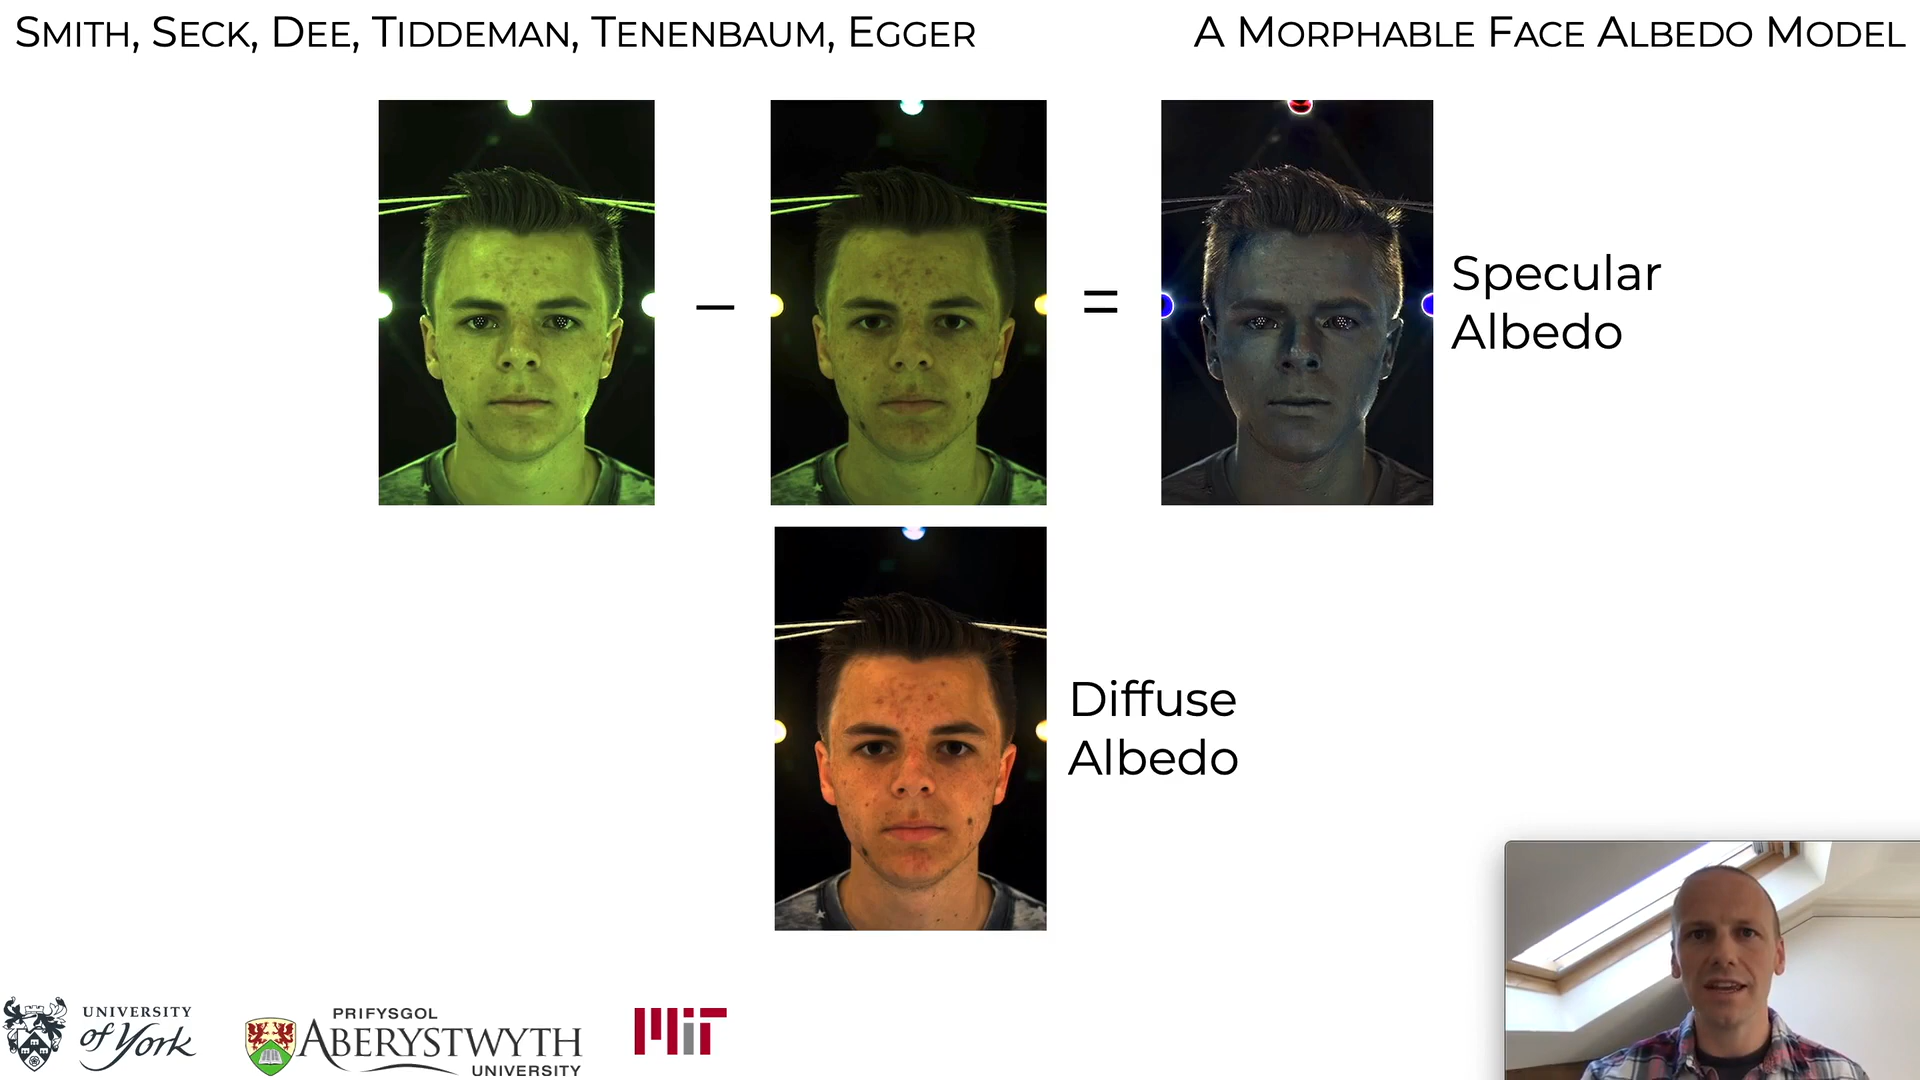 SMITH, SECK, DEE, TIDDEMAN, TENENBAUM, EGGER
A MORPHABLE FACE ALBEDO MODEL
–
=
Specular
Albedo
Diffuse
Albedo
UNIVERSITY
of York
PRIFYSGOL
ABERYSTWYTH
UNIVERSITY
MIT